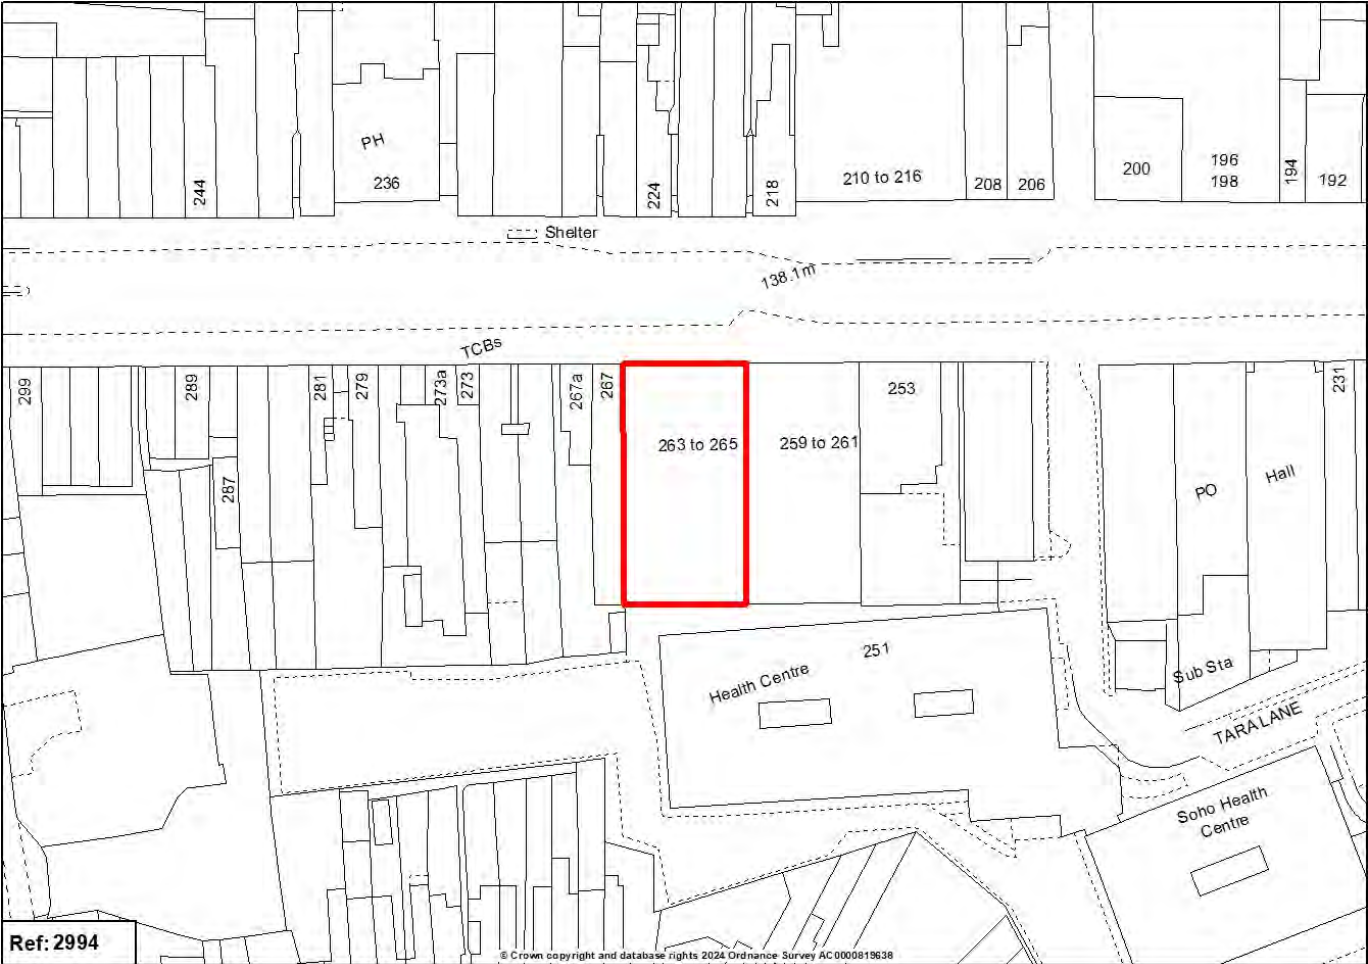 PH
236
244
224
218
210 to 216
208
206
200
196
198
194
192
Shelter
138.1m
TCBs
299
289
287
281
279
273a
273
267a
267
263 to 265
259 to 261
253
231
PO
Hall
251
Health Centre
Sub Sta
TARA LANE
Soho Health
Centre
Ref: 2994
© Crown copyright and database rights 2024 Ordnance Survey AC0000819638